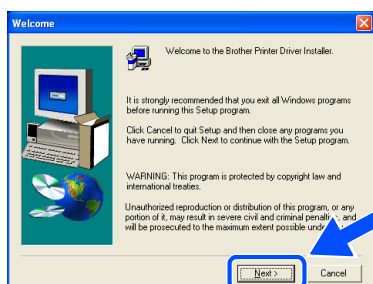 Welcome
Welcome to the Brother Printer Driver Installer.
It is strongly recommended that you exit all Windows programs
before running this Setup program.
Click Cancel to quit Setup and then close any programs you
have running. Click Next to continue with the Setup program.
WARNING: This program is protected by copyright law and
international treaties.
Unauthorized reproduction or distribution of this program, or any
portion of it, may result in severe civil and criminal and
will be prosecuted to the maximum extent possible
Next >
Cancel